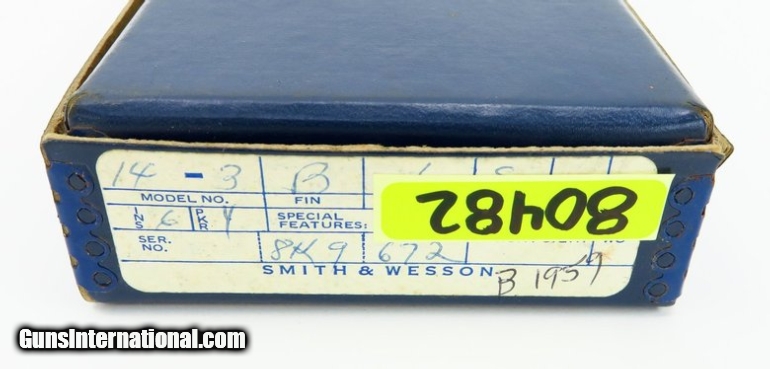 14 - 3 B
MODEL NO. FIN
INS 6 PKR Y SPECIAL FEATURES:
80482
SER. NO. 8K9 672
SMITH & WESSON
B 1959
GunsInternational.com